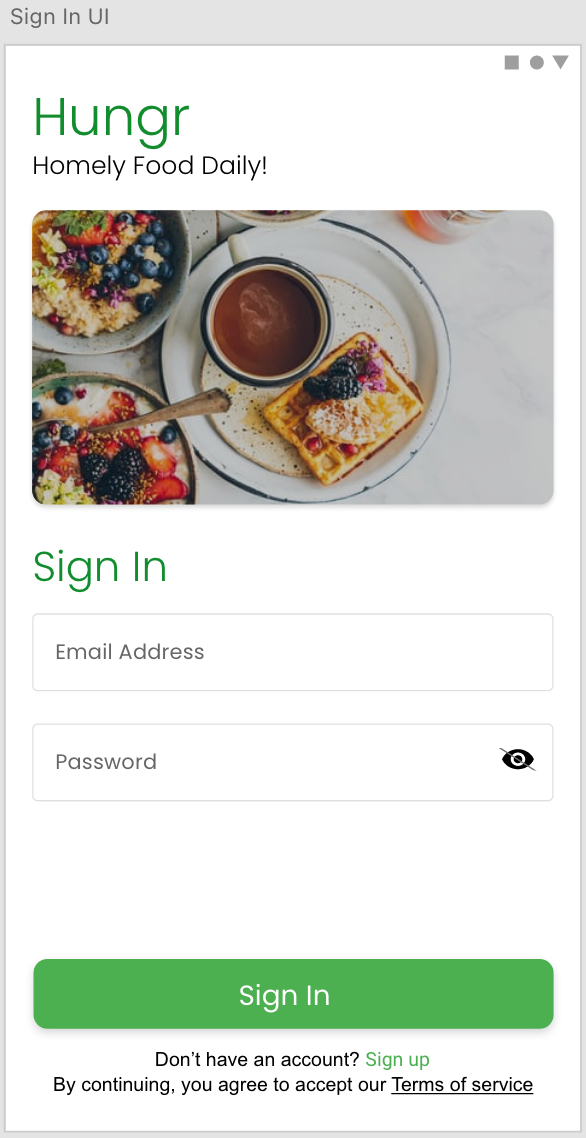 Sign In UI
Hungr
Homely Food Daily!
Sign In
Email Address
Password
Sign In
Don’t have an account? Sign up
By continuing, you agree to accept our Terms of service